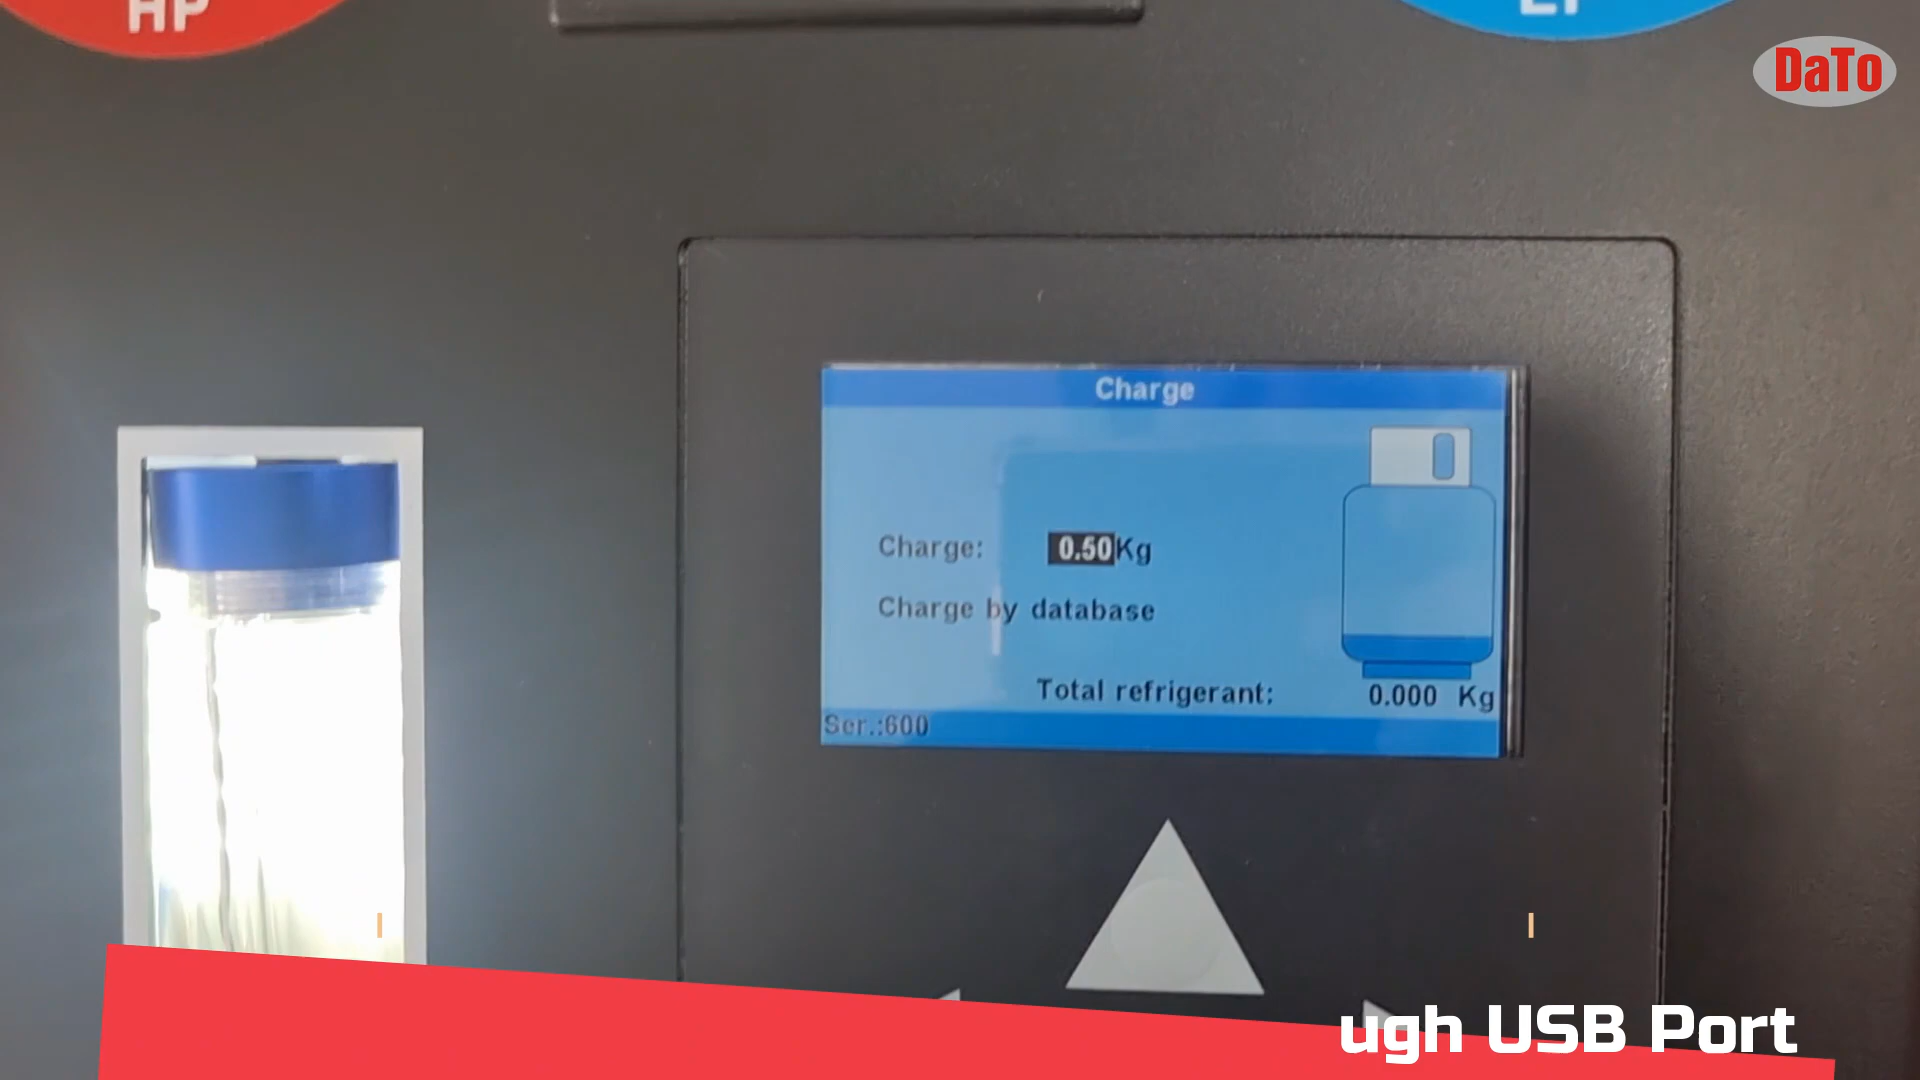 HP
DaTo
Charge
Charge: 0.50Kg
Charge by database
Total refrigerant: 0.000 Kg
Ser.:600
ugh USB Port